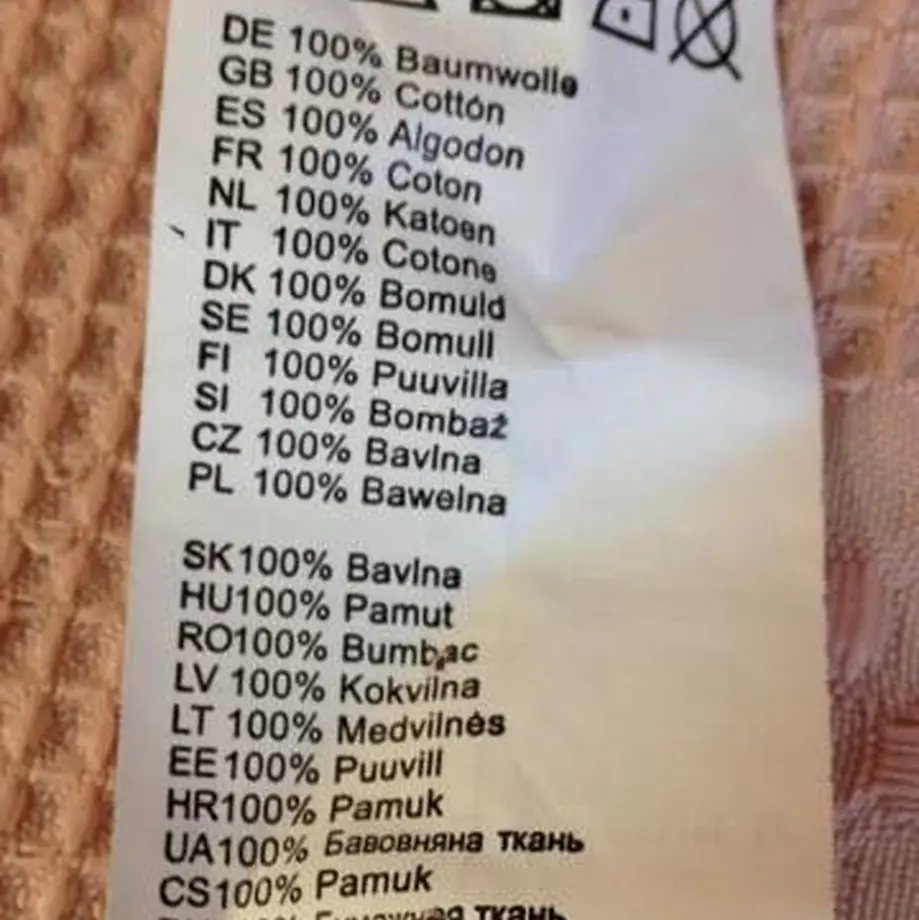 DE 100% Baumwolle
GB 100% Cottón
ES 100% Algodon
FR 100% Coton
NL 100% Katoen
IT 100% Cotone
DK 100% Bomuld
SE 100% Bomull
FI 100% Puuvilla
SI 100% Bombaž
CZ 100% Bavlna
PL 100% Bawelna
SK100% Bavlna
HU100% Pamut
RO100% Bumbac
LV 100% Kokvilna
LT 100% Medvilnės
EE100% Puuvill
HR100% Pamuk
UA100% Бавовняна ткань
CS100% Pamuk
ткань